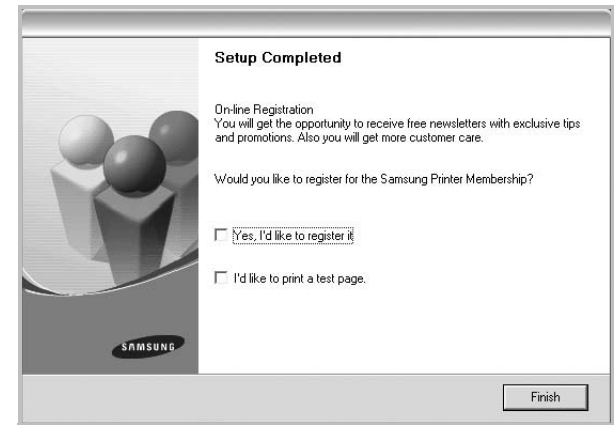 Setup Completed
On-line Registration
You will get the opportunity to receive free newsletters with exclusive tips
and promotions. Also you will get more customer care.
Would you like to register for the Samsung Printer Membership?
Yes, I'd like to register it
I'd like to print a test page.
SAMSUNG
Finish